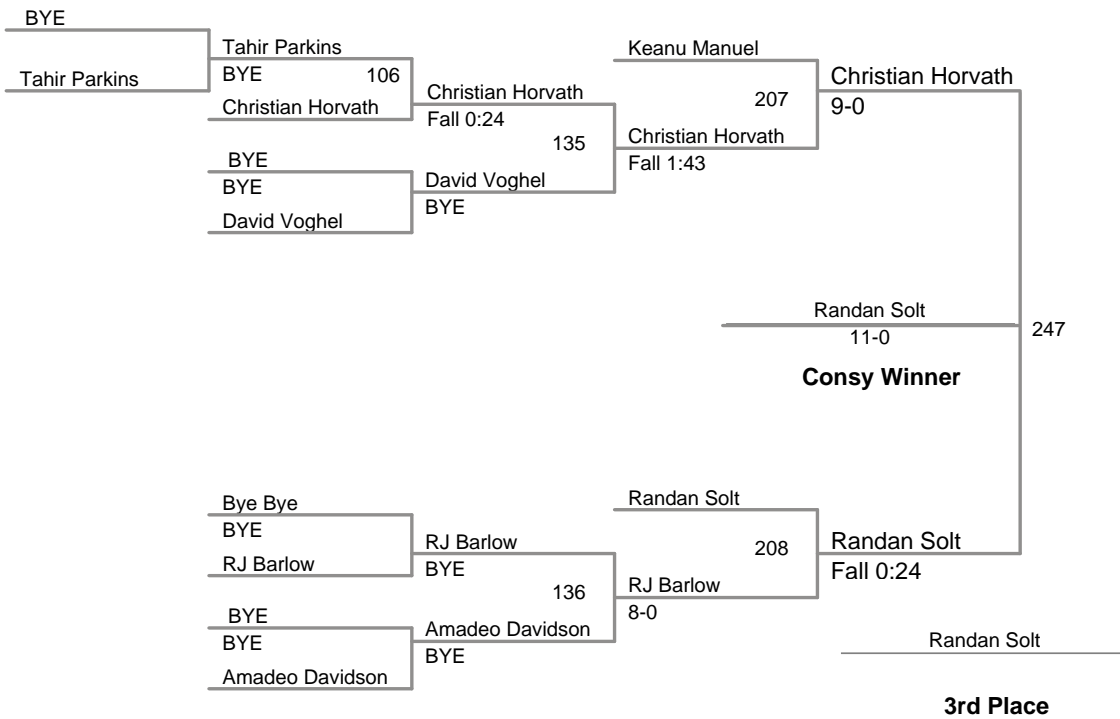 BYE
Tahir Parkins
Tahir Parkins
BYE
106
Christian Horvath
Christian Horvath
Fall 0:24
BYE
BYE
David Voghel
David Voghel
BYE
135
Keanu Manuel
Christian Horvath
Fall 1:43
207
Christian Horvath
9-0
Randan Solt
11-0
247
Consy Winner
Bye Bye
BYE
RJ Barlow
RJ Barlow
BYE
BYE
BYE
Amadeo Davidson
Amadeo Davidson
BYE
136
Randan Solt
RJ Barlow
8-0
208
Randan Solt
Fall 0:24
Randan Solt
3rd Place